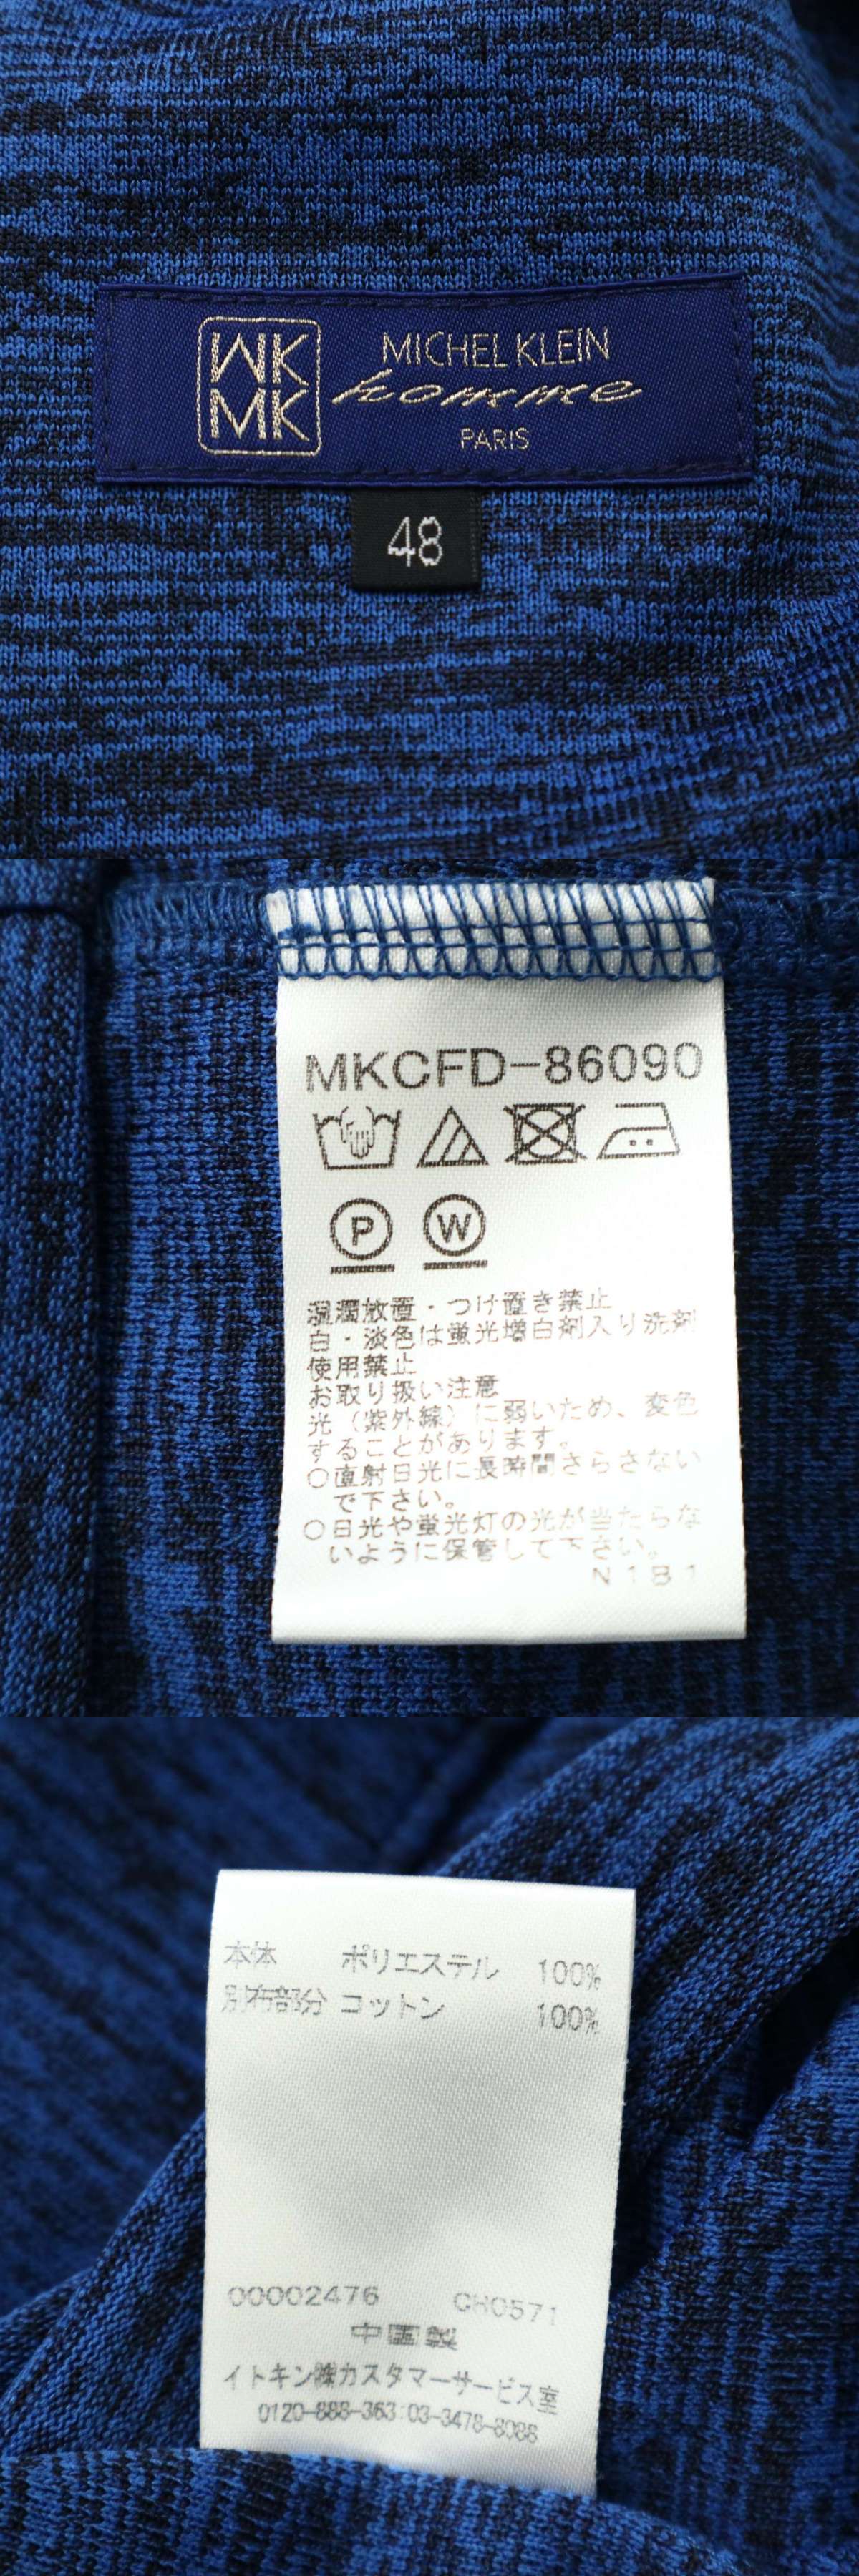 MK
MK
MICHEL KLEIN
homme
PARIS
48
MKCFD-86090
P W
湿潤放置・つけ置き禁止
白・淡色は蛍光増白剤入り洗剤
使用禁止
お取り扱い注意
光（紫外線）に弱いため、変色
することがあります。
○直射日光に長時間さらさない
で下さい。
○日光や蛍光灯の光が当たらな
いように保管して下さい。
N181
本体 ポリエステル 100%
別布部分 コットン 100%
00002476 CH0571
中国製
イトキン㈱カスタマーサービス室
0120-888-363:03-3478-8088